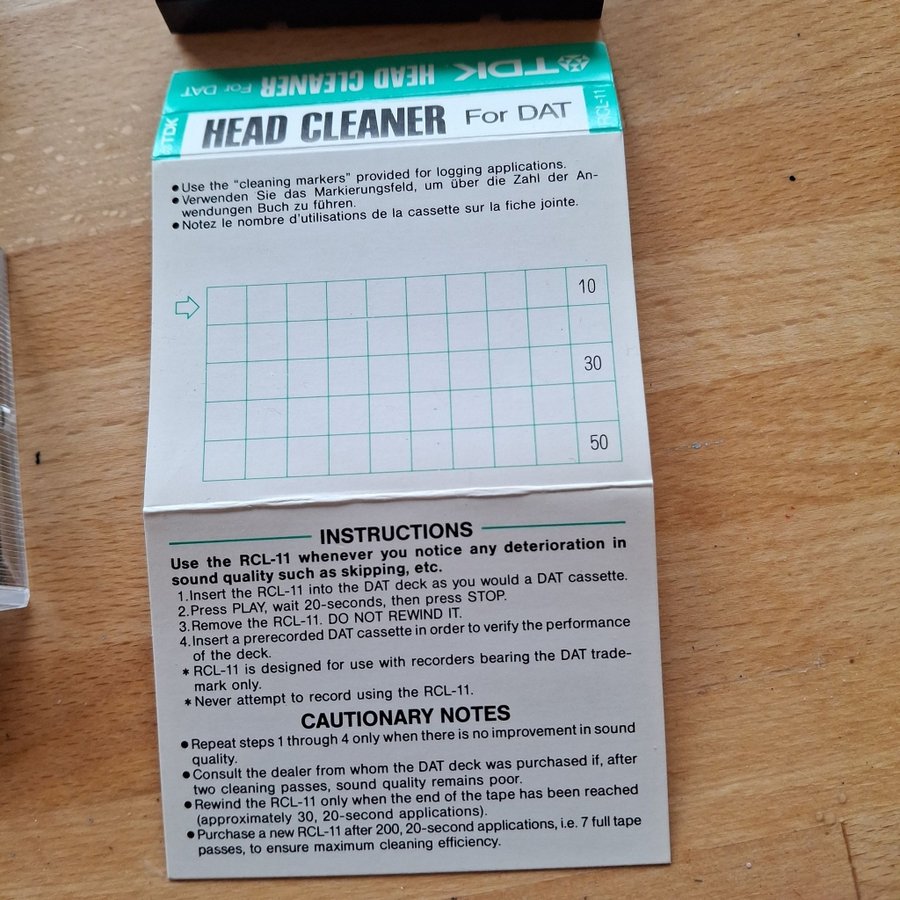 TDK HEAD CLEANER For DAT
TDK HEAD CLEANER For DAT RCL-11
● Use the “cleaning markers” provided for logging applications.
● Verwenden Sie das Markierungsfeld, um über die Zahl der An-
wendungen Buch zu führen.
● Notez le nombre d’utilisations de la cassette sur la fiche jointe.
10
30
50
INSTRUCTIONS
Use the RCL-11 whenever you notice any deterioration in
sound quality such as skipping, etc.
1.Insert the RCL-11 into the DAT deck as you would a DAT cassette.
2.Press PLAY, wait 20-seconds, then press STOP.
3.Remove the RCL-11. DO NOT REWIND IT.
4.Insert a prerecorded DAT cassette in order to verify the performance
of the deck.
* RCL-11 is designed for use with recorders bearing the DAT trade-
mark only.
* Never attempt to record using the RCL-11.
CAUTIONARY NOTES
● Repeat steps 1 through 4 only when there is no improvement in sound
quality.
● Consult the dealer from whom the DAT deck was purchased if, after
two cleaning passes, sound quality remains poor.
● Rewind the RCL-11 only when the end of the tape has been reached
(approximately 30, 20-second applications).
● Purchase a new RCL-11 after 200, 20-second applications, i.e. 7 full tape
passes, to ensure maximum cleaning efficiency.